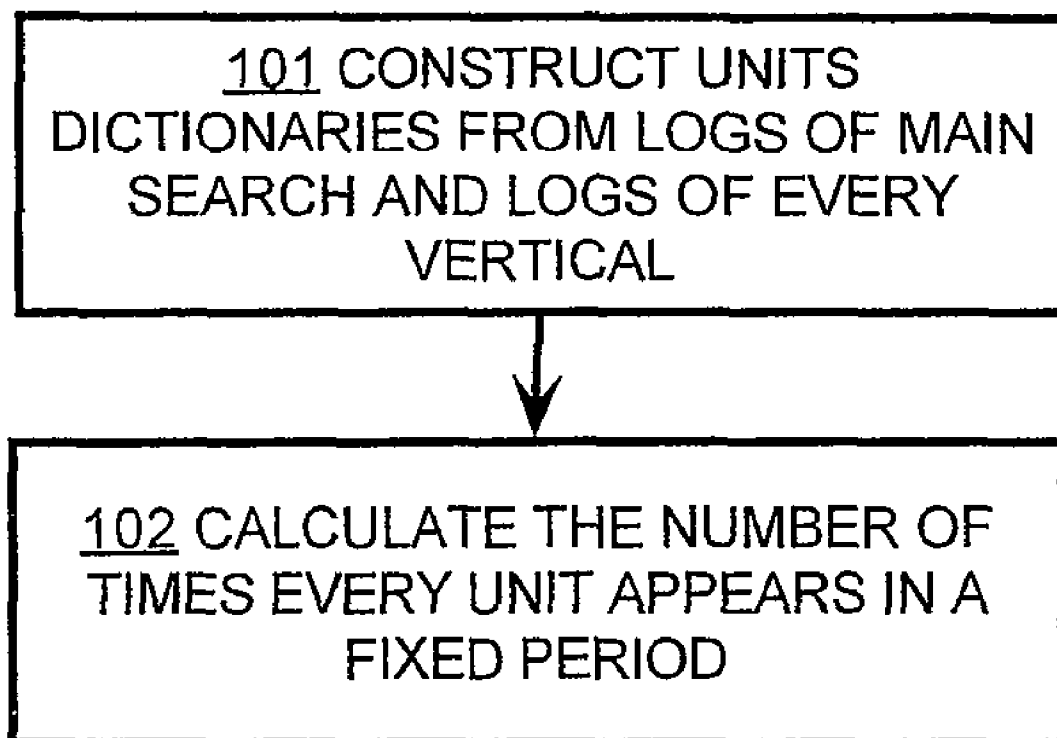 101 CONSTRUCT UNITS
DICTIONARIES FROM LOGS OF MAIN
SEARCH AND LOGS OF EVERY
VERTICAL
102 CALCULATE THE NUMBER OF
TIMES EVERY UNIT APPEARS IN A
FIXED PERIOD